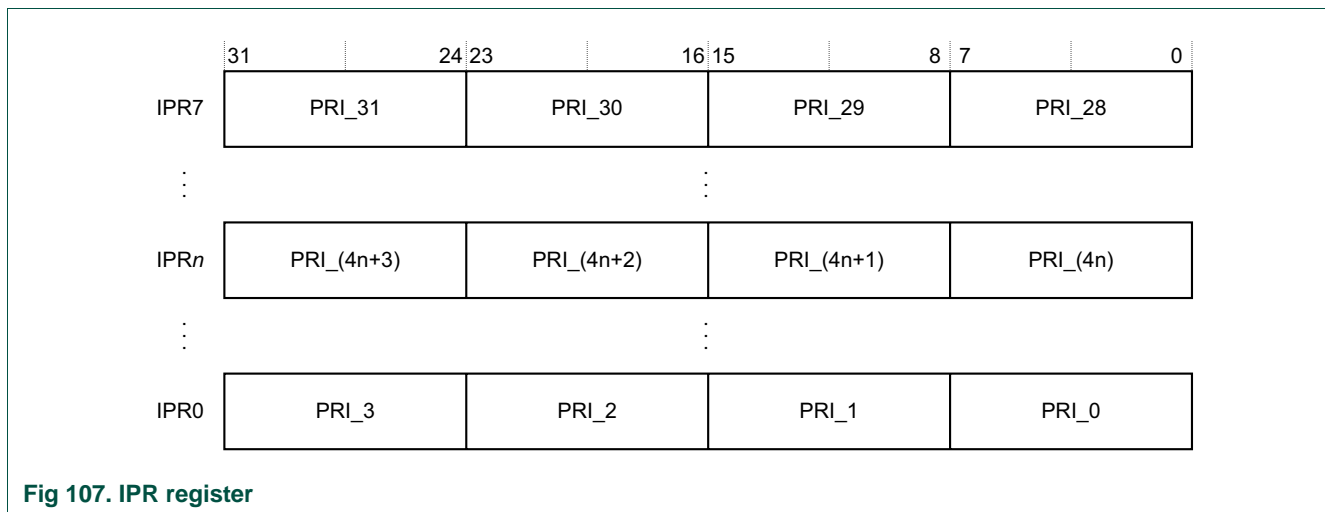 31 24 23 16 15 8 7 0
IPR7 PRI_31 PRI_30 PRI_29 PRI_28
IPRn PRI_(4n+3) PRI_(4n+2) PRI_(4n+1) PRI_(4n)
IPR0 PRI_3 PRI_2 PRI_1 PRI_0
Fig 107. IPR register